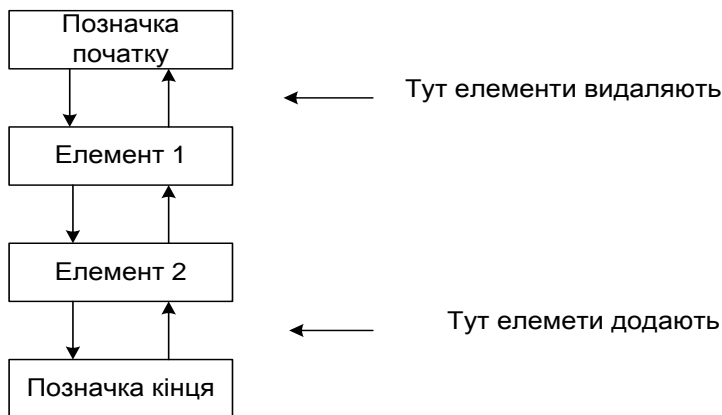 Позначка
початку
Тут елементи видаляють
Елемент 1
Елемент 2
Тут елемети додають
Позначка кінця